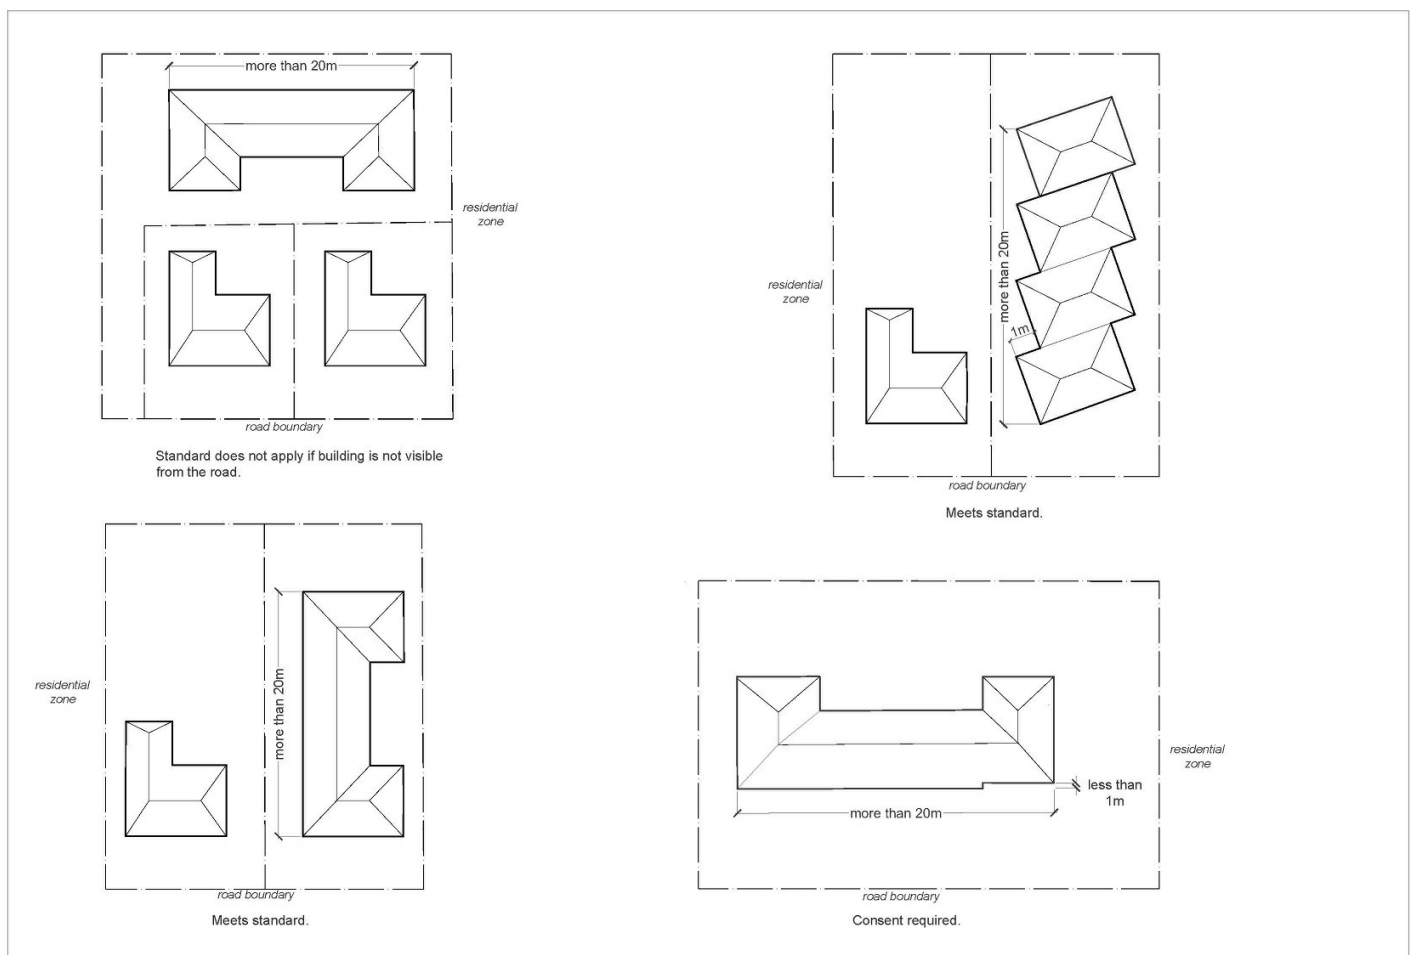 more than 20m
residential
zone
road boundary
Standard does not apply if building is not visible
from the road.
more than 20m
1m
residential
zone
road boundary
Meets standard.
more than 20m
residential
zone
road boundary
Meets standard.
residential
zone
less than
1m
more than 20m
road boundary
Consent required.